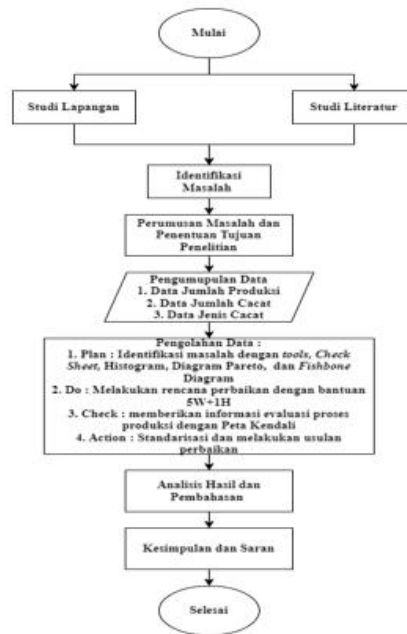 Mulai
Studi Lapangan
Studi Literatur
Identifikasi
Masalah
Perumusan Masalah dan
Penentuan Tujuan
Penelitian
Pengumupulan Data
1. Data Jumlah Produksi
2. Data Jumlah Cacat
3. Data Jenis Cacat
Pengolahan Data :
1. Plan : Identifikasi masalah dengan tools, Check
Sheet, Histogram, Diagram Pareto, dan Fishbone
Diagram
2. Do : Melakukan rencana perbaikan dengan bantuan
5W+1H
3. Check : memberikan informasi evaluasi proses
produksi dengan Peta Kendali
4. Action : Standarisasi dan melakukan usulan
perbaikan
Analisis Hasil dan
Pembahasan
Kesimpulan dan Saran
Selesai